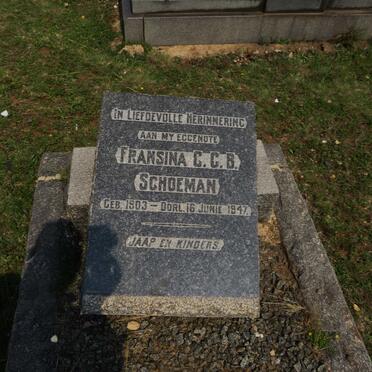 IN LIEFDEVOLLE HERINNERING
AAN MY EGGENOTE
FRANSINA C. C. B.
SCHOEMAN
GEB. 1903 – OORL. 16 JUNIE 1947.
JAAP EN KINDERS